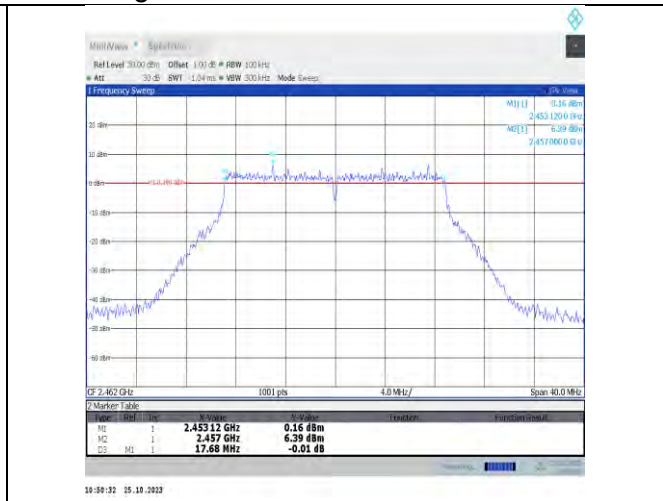 MultiView Spectrum
Ref Level 30.00 dBm Offset 1.00 dB RBW 100 kHz
Att 30 dB SWT 1.04 ms VBW 300 kHz Mode Sweep
1 Frequency Sweep 1Pk View
M1[1] 0.16 dBm
2.453 120 0 GHz
M2[1] 6.39 dBm
2.457 000 0 GHz
20 dBm
10 dBm
0 dBm
-10 dBm
-20 dBm
-30 dBm
-40 dBm
-50 dBm
-60 dBm
CF 2.462 GHz 1001 pts 4.0 MHz/ Span 40.0 MHz
2 Marker Table
Type Ref Trc X-Value Y-Value Function Function Result
M1 1 2.453 12 GHz 0.16 dBm
M2 1 2.457 GHz 6.39 dBm
D3 M1 1 17.68 MHz -0.01 dB
10:50:32 25.10.2023